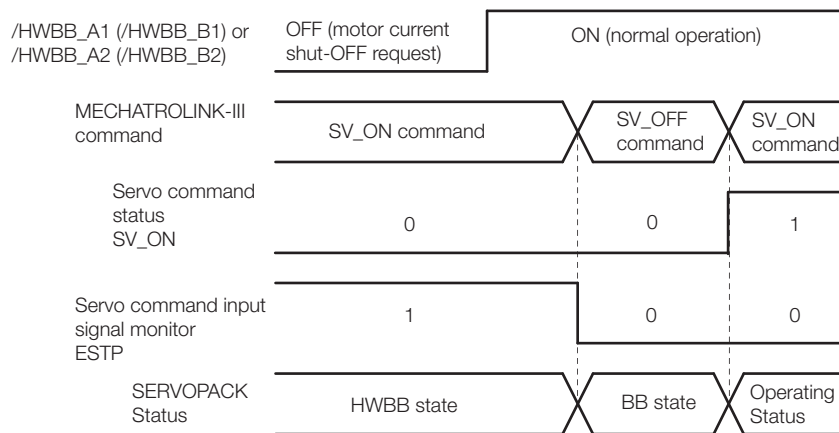 /HWBB_A1 (/HWBB_B1) or
/HWBB_A2 (/HWBB_B2)
OFF (motor current
shut-OFF request)
ON (normal operation)
MECHATROLINK-III
command
SV_ON command
SV_OFF
command
SV_ON
command
Servo command
status
SV_ON
0
0
1
Servo command input
signal monitor
ESTP
1
0
0
SERVOPACK
Status
HWBB state
BB state
Operating
Status